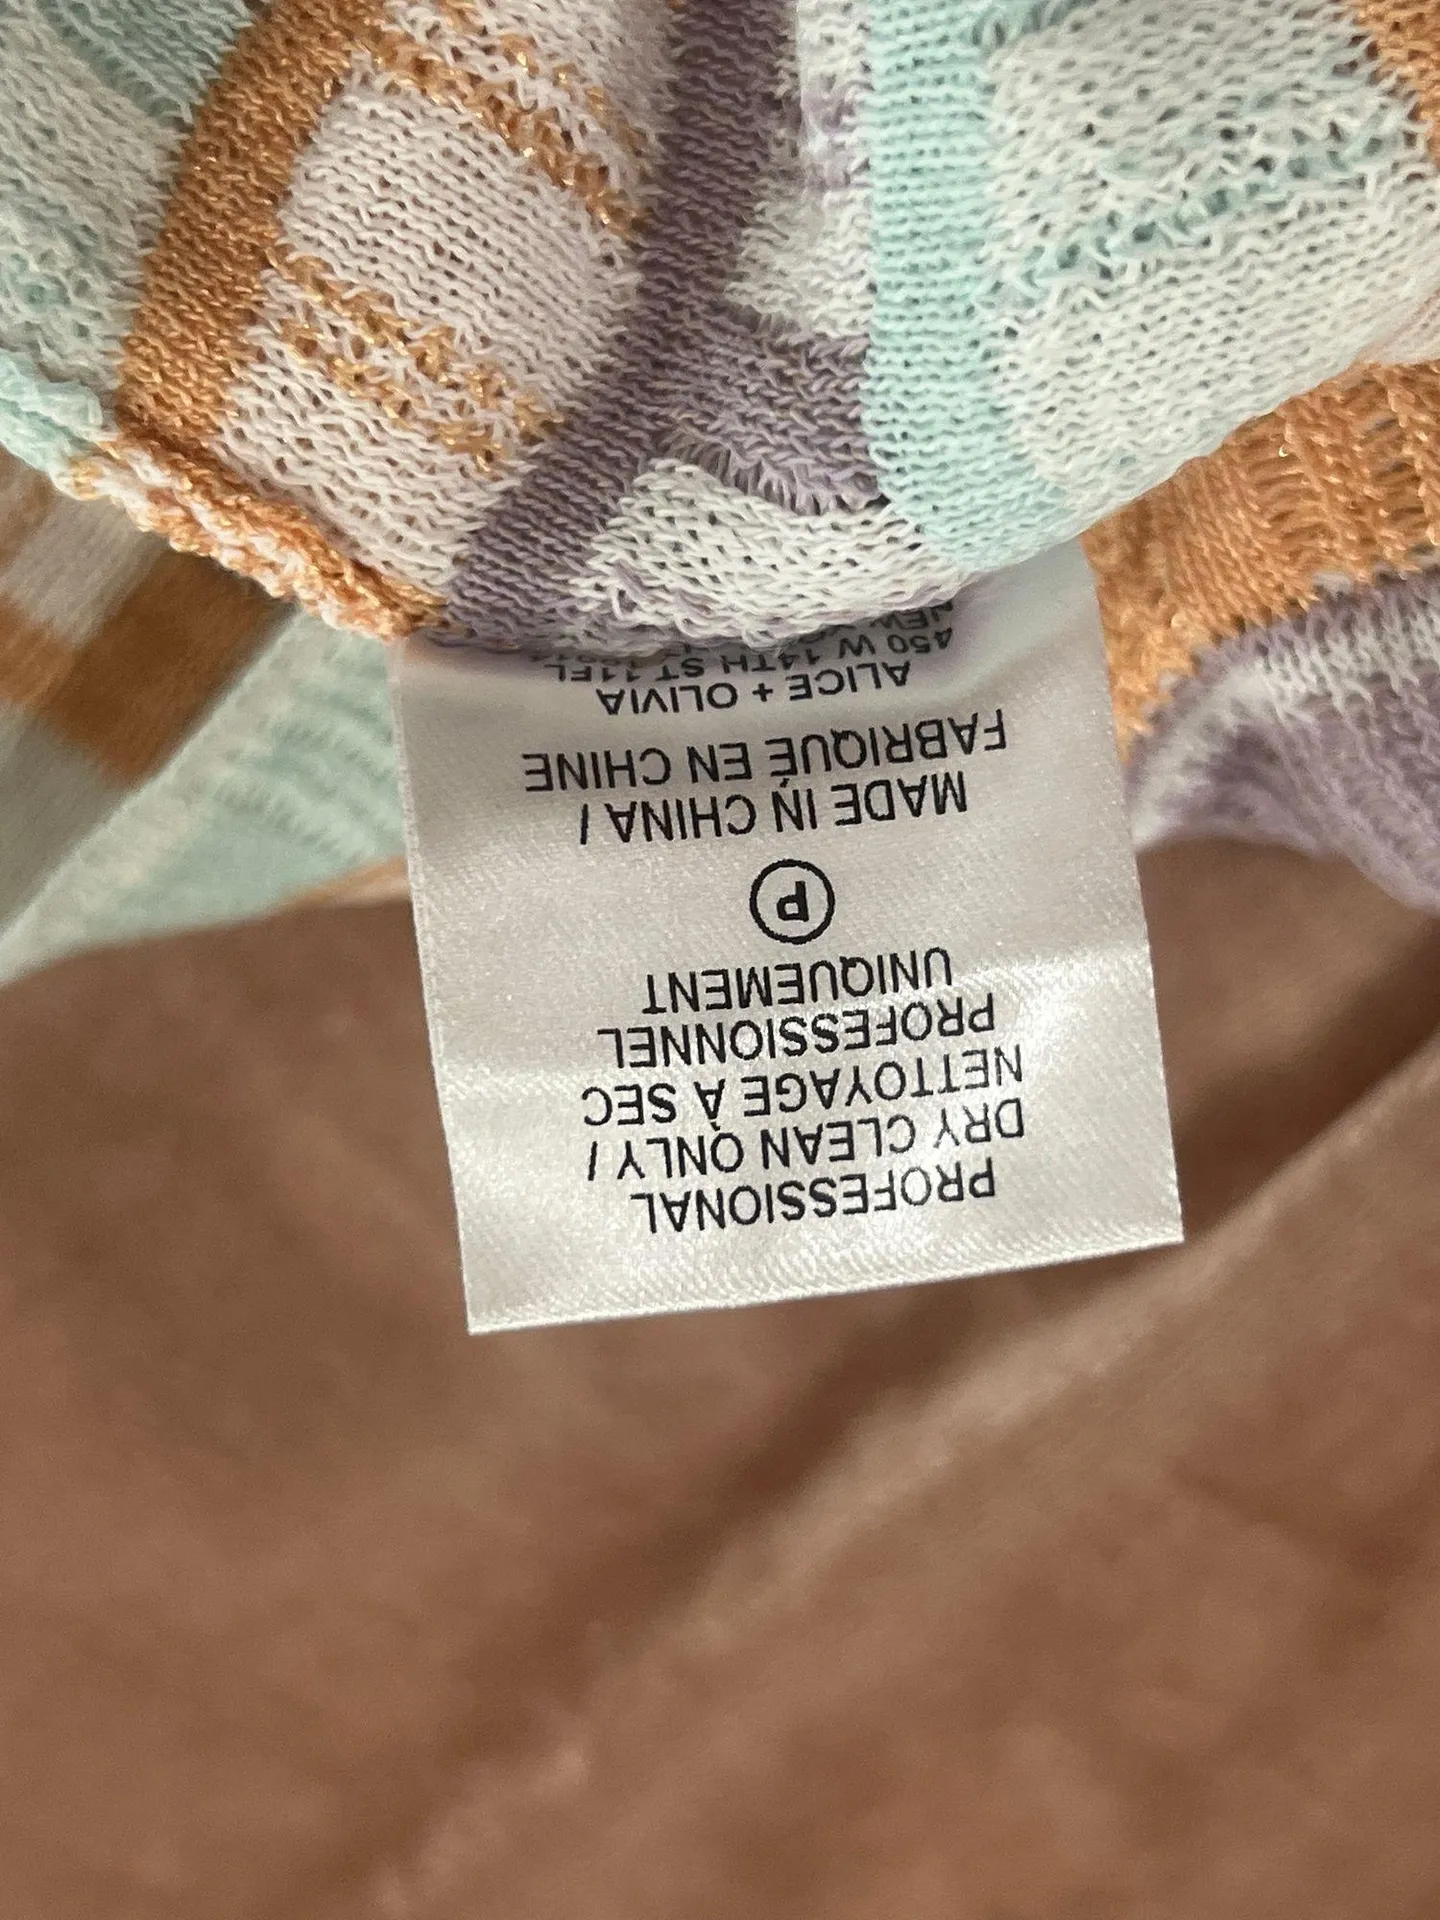 PROFESSIONAL
DRY CLEAN ONLY /
NETTOYAGE À SEC
PROFESSIONNEL
UNIQUEMENT
P
MADE IN CHINA /
FABRIQUÉ EN CHINE
ALICE + OLIVIA
450 W 14TH ST 11FL
NEW